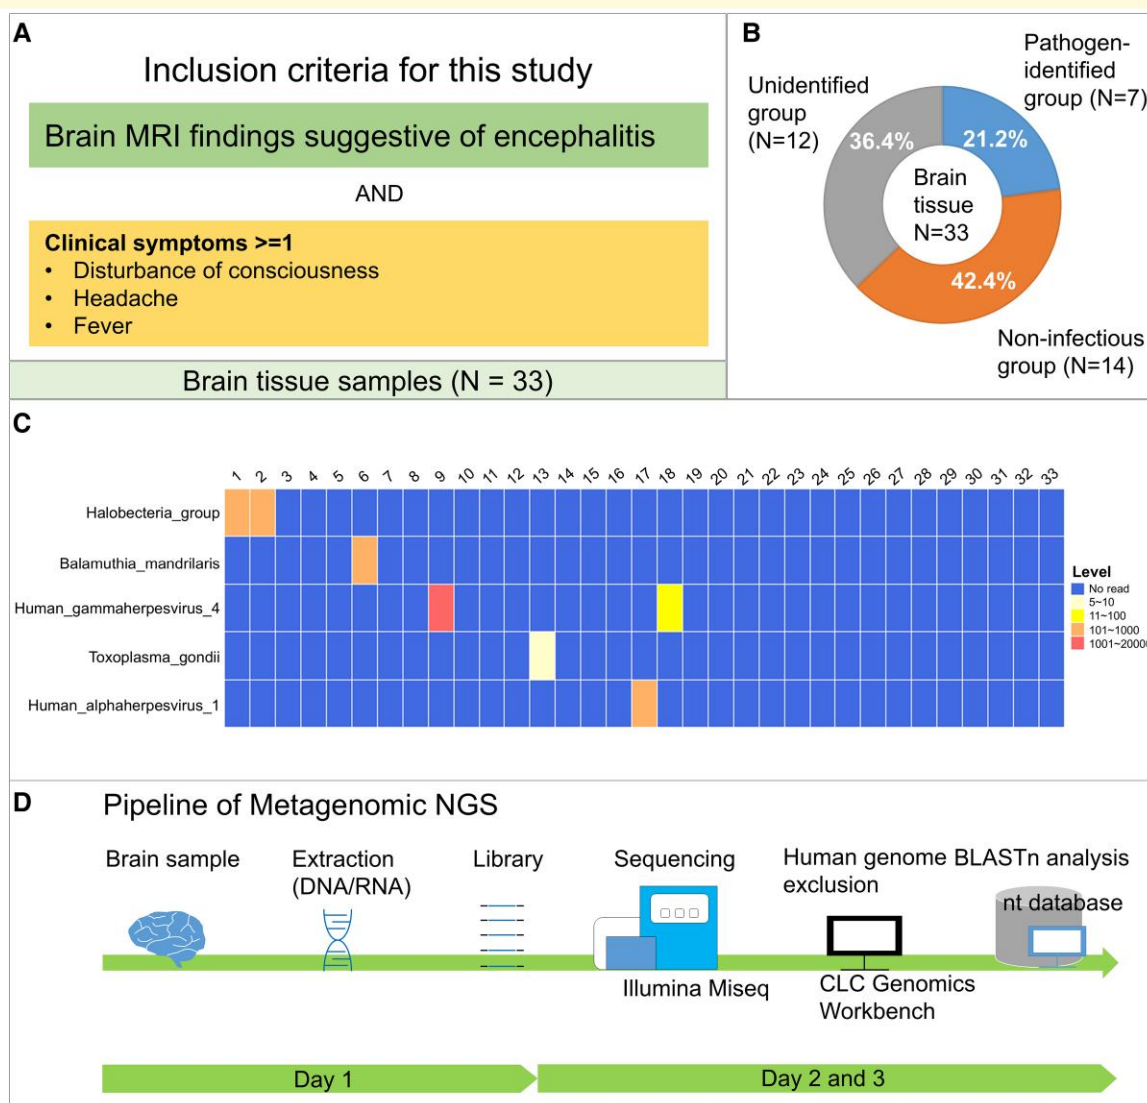 A
Inclusion criteria for this study
Brain MRI findings suggestive of encephalitis
AND
Clinical symptoms >=1
• Disturbance of consciousness
• Headache
• Fever
Brain tissue samples (N = 33)
B
Pathogen-
identified
group (N=7)
Unidentified
group
(N=12)
36.4%
21.2%
Brain
tissue
N=33
42.4%
Non-infectious
group (N=14)
C
1 2 3 4 5 6 7 8 9 10 11 12 13 14 15 16 17 18 19 20 21 22 23 24 25 26 27 28 29 30 31 32 33
Halobecteria_group
Balamuthia_mandrilaris
Human_gammaherpesvirus_4
Toxoplasma_gondii
Human_alphaherpesvirus_1
Level
No read
5~10
11~100
101~1000
1001~20000
D
Pipeline of Metagenomic NGS
Brain sample
Extraction
(DNA/RNA)
Library
Sequencing
Illumina Miseq
Human genome
exclusion
CLC Genomics
Workbench
BLASTn analysis
nt database
Day 1
Day 2 and 3